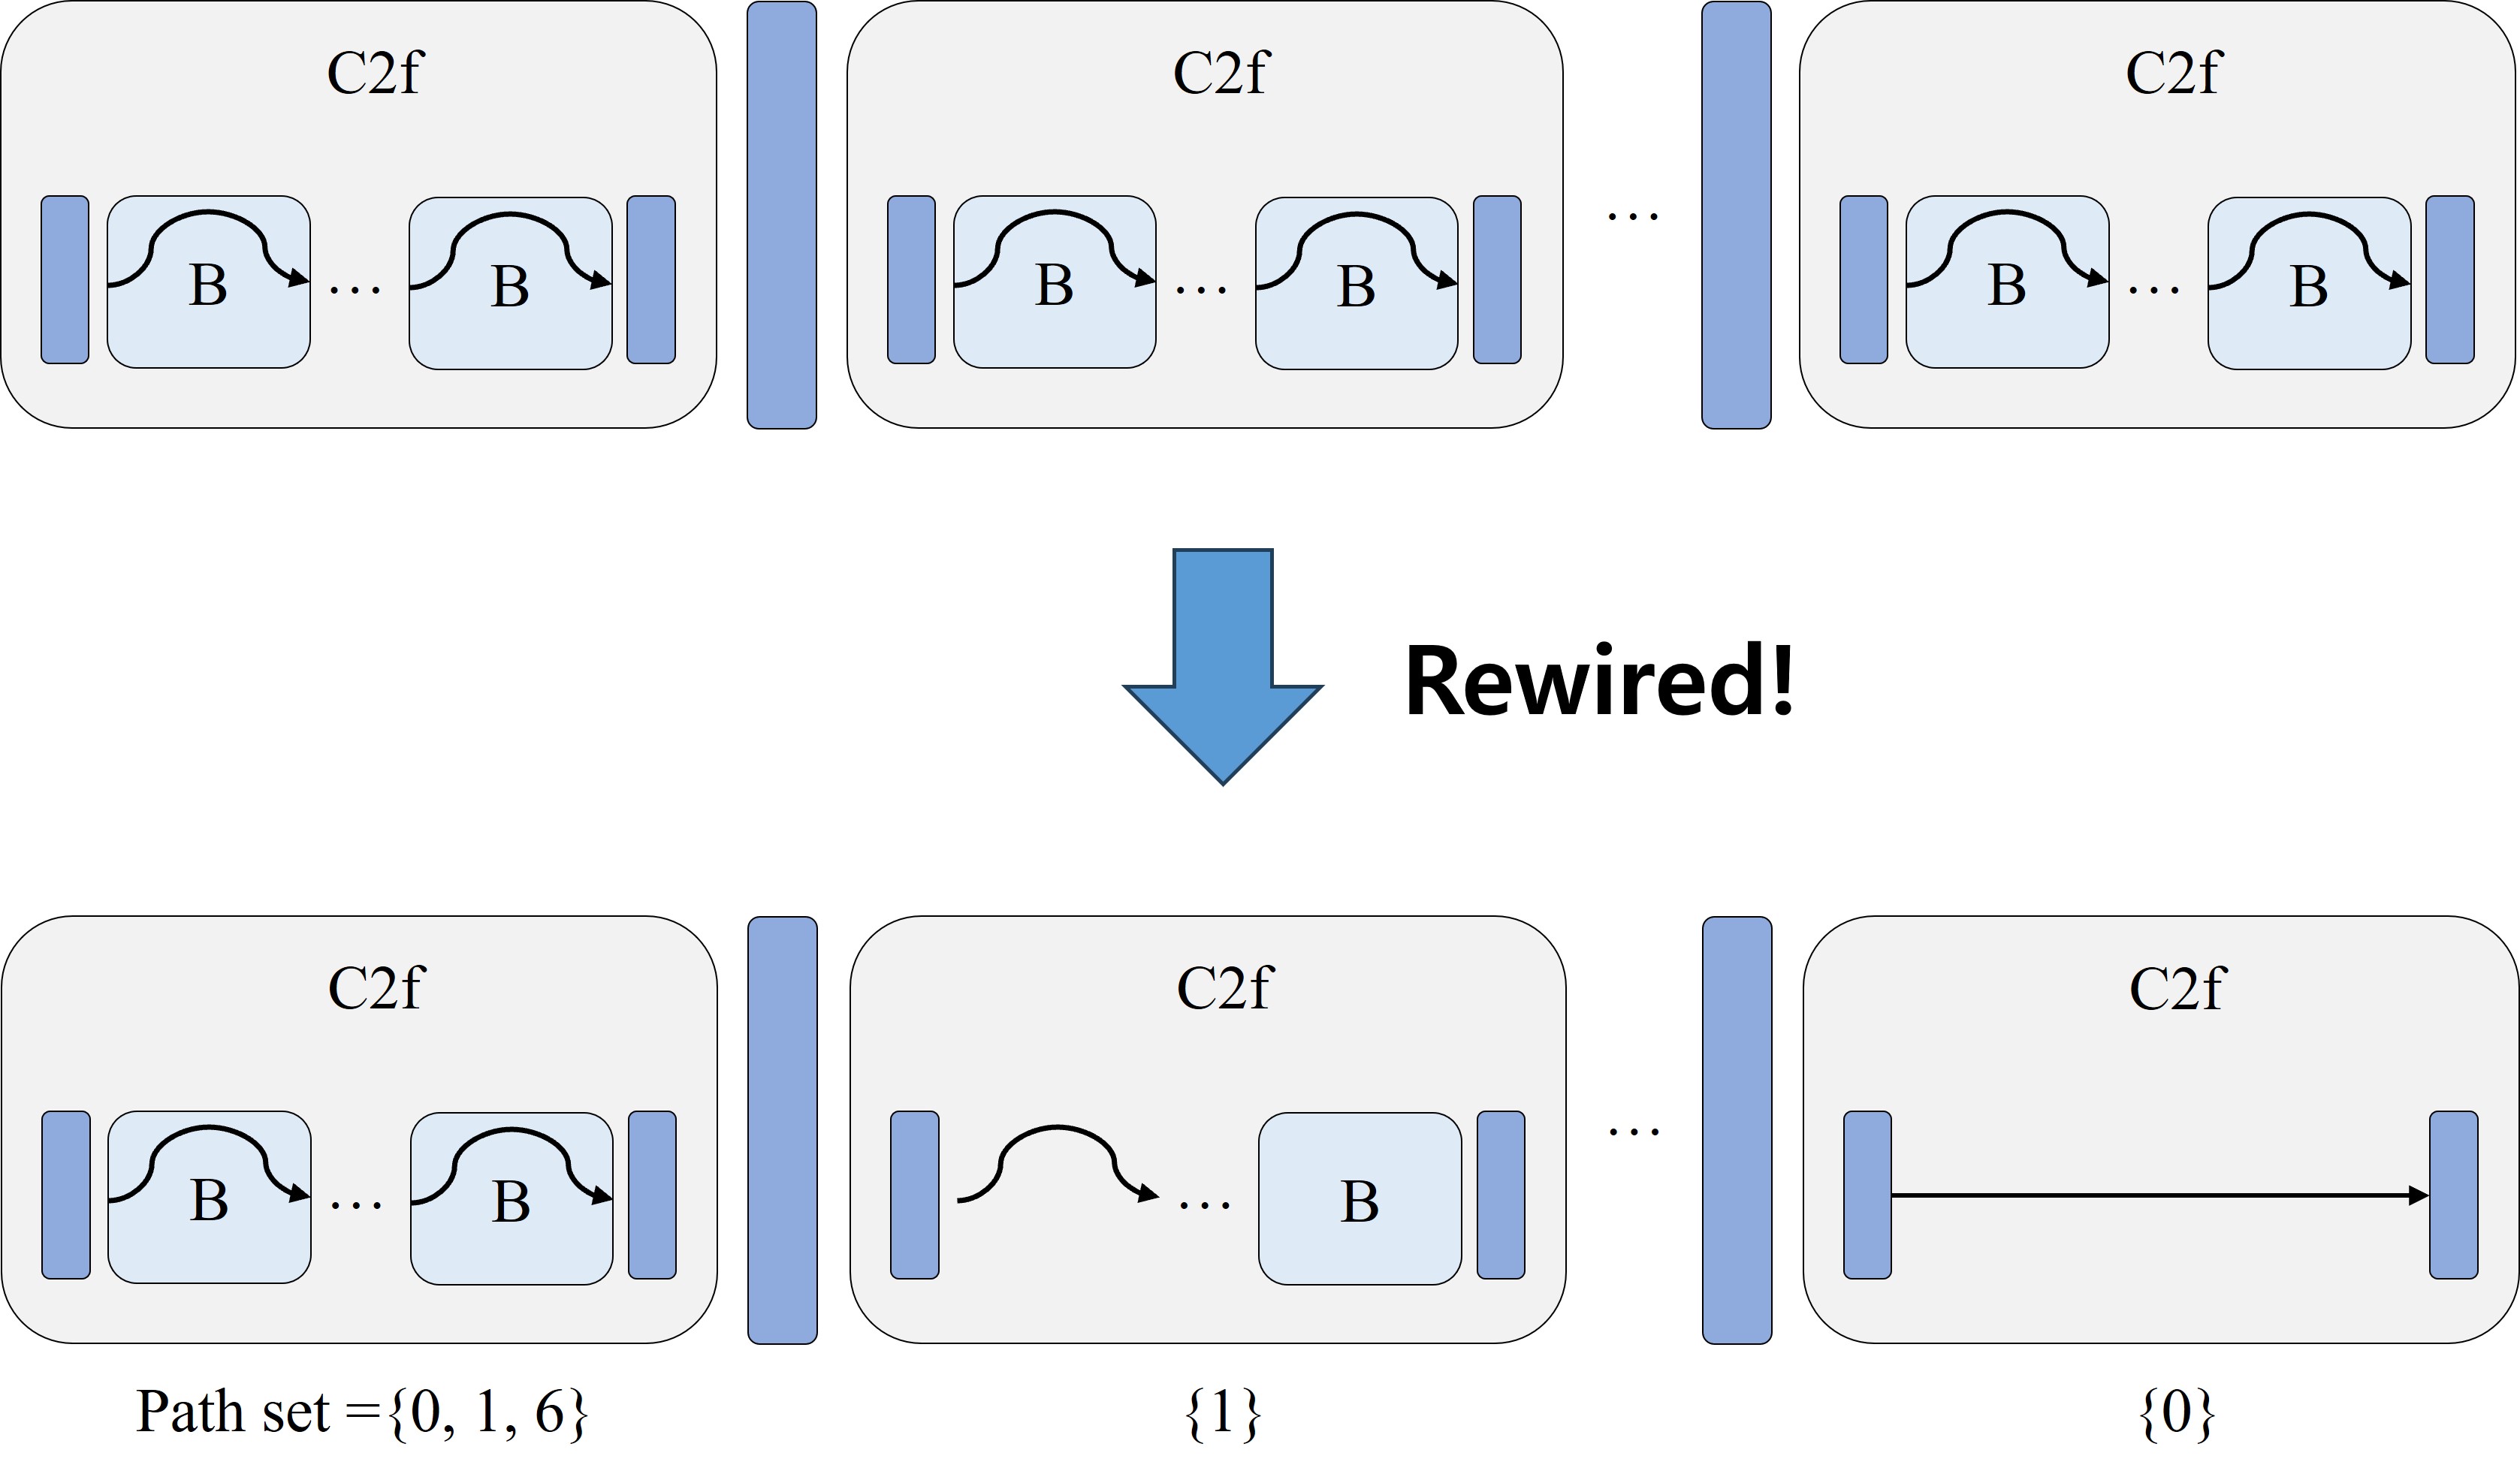 C2f C2f C2f
B … B B … B … B … B
Rewired!
C2f C2f C2f
B … B … B …
Path set ={0, 1, 6} {1} {0}